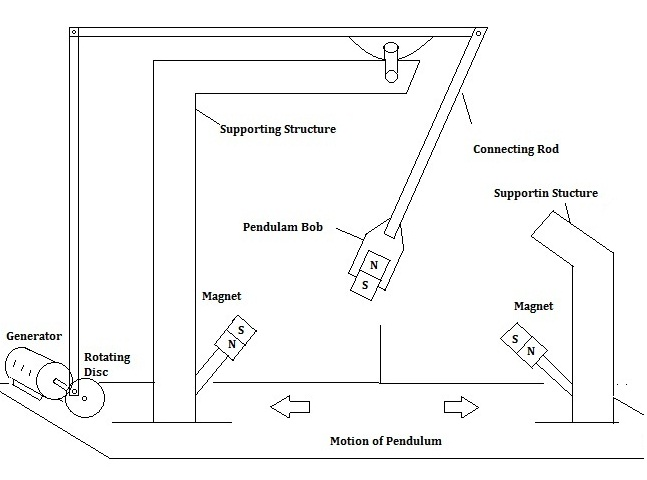 Supporting Structure
Connecting Rod
Supportin Stucture
Pendulam Bob
N
S
Magnet
S
N
Magnet
S
N
Generator
Rotating
Disc
Motion of Pendulum